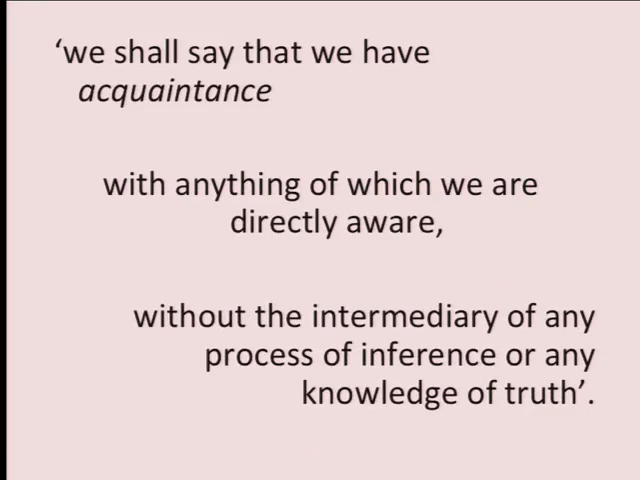 ‘we shall say that we have
acquaintance
with anything of which we are
directly aware,
without the intermediary of any
process of inference or any
knowledge of truth’.